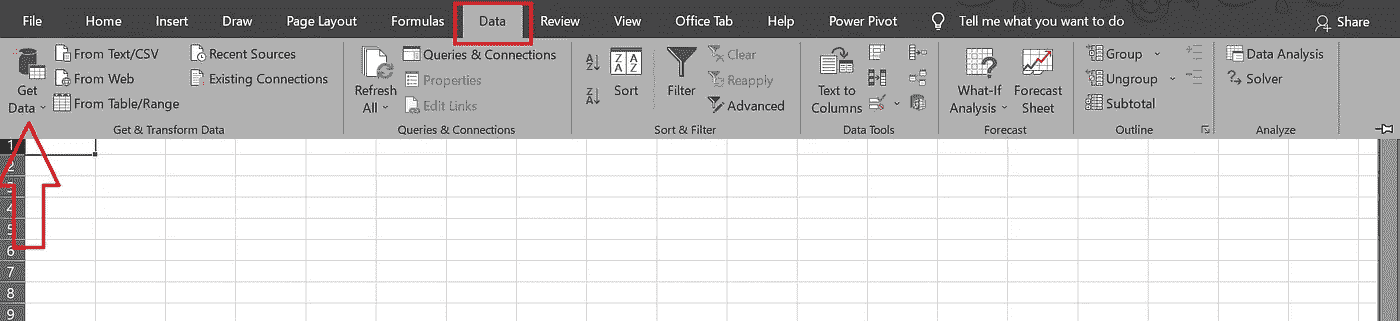 File Home Insert Draw Page Layout Formulas Data Review View Office Tab Help Power Pivot Tell me what you want to do Share
Get Data
From Text/CSV
From Web
From Table/Range
Recent Sources
Existing Connections
Get & Transform Data
Refresh All
Queries & Connections
Properties
Edit Links
Queries & Connections
A Z
Z A
Z A
A Z
Sort
Filter
Clear
Reapply
Advanced
Sort & Filter
Text to
Columns
Data Tools
What-If
Analysis
Forecast
Sheet
Forecast
Group
Ungroup
Subtotal
Outline
Data Analysis
Solver
Analyze
1
2
3
4
5
6
7
8
9